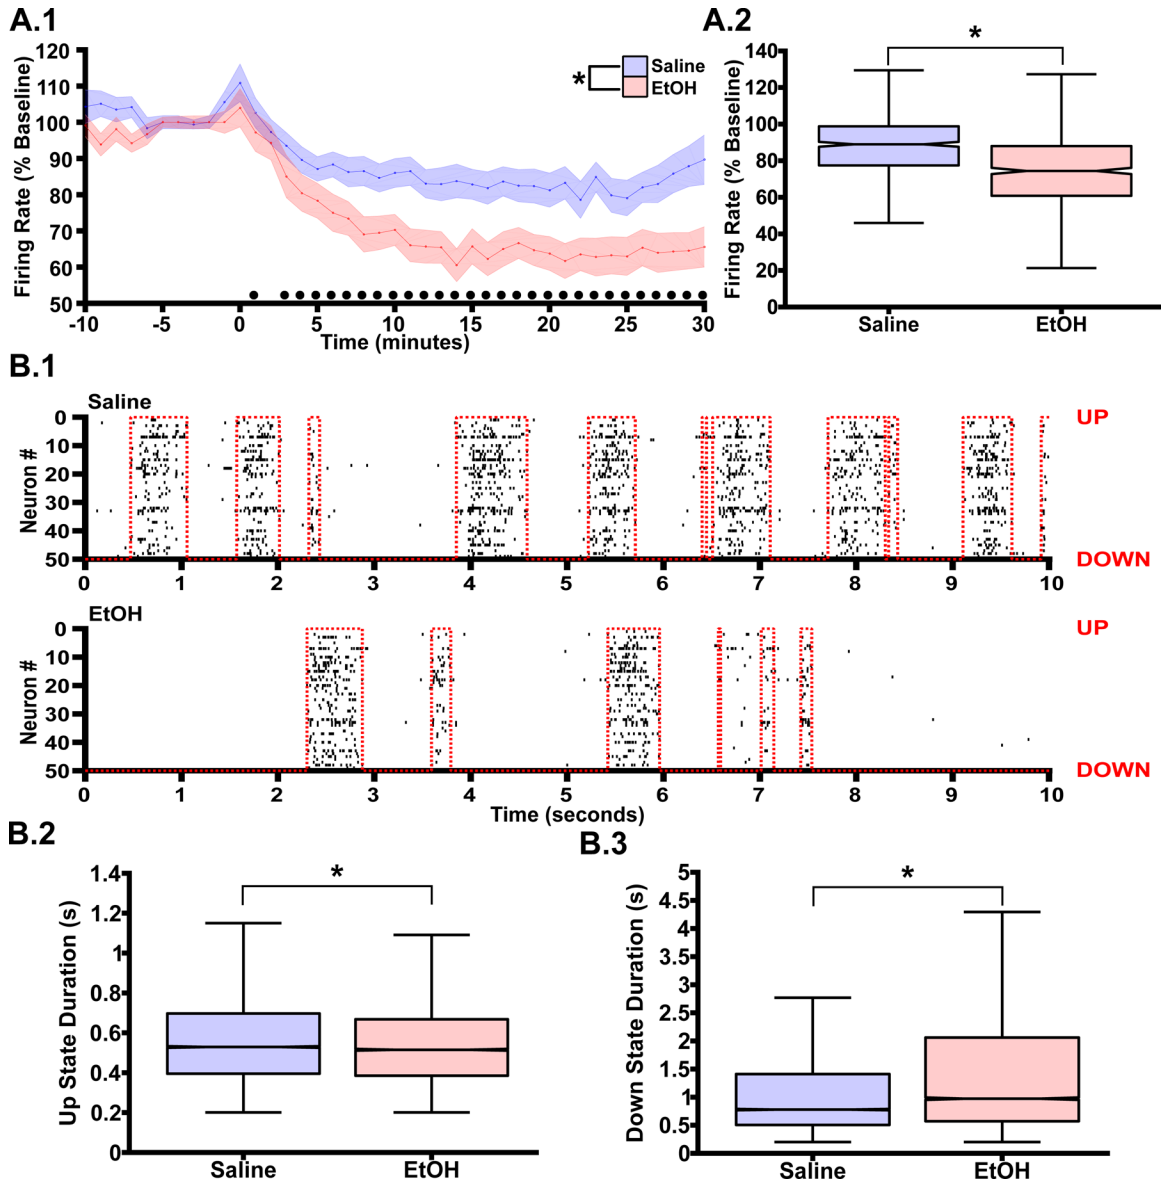 A.1
Firing Rate (% Baseline)
120
110
100
90
80
70
60
50
-10
-5
0
5
10
15
20
25
30
Time (minutes)
*
Saline
EtOH
A.2
Firing Rate (% Baseline)
140
120
100
80
60
40
20
0
*
Saline
EtOH
B.1
Saline
Neuron #
0
10
20
30
40
50
0 1 2 3 4 5 6 7 8 9 10
UP
DOWN
EtOH
Neuron #
0
10
20
30
40
50
0 1 2 3 4 5 6 7 8 9 10
UP
DOWN
Time (seconds)
B.2
Up State Duration (s)
1.4
1.2
1
0.8
0.6
0.4
0.2
0
*
Saline
EtOH
B.3
Down State Duration (s)
5
4.5
4
3.5
3
2.5
2
1.5
1
0.5
0
*
Saline
EtOH